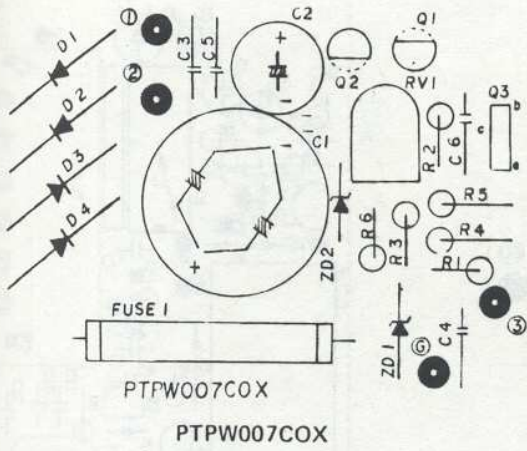 ①
D1
②
D2
D3
D4
C3
C5
C2
+
-
Q2
Q1
RV1
Q3
b
c
e
R2
C6
C1
-
+
ZD2
R6
R3
R5
R4
R1
③
ZD1
G
C4
FUSE 1
PTPW007COX
PTPW007COX